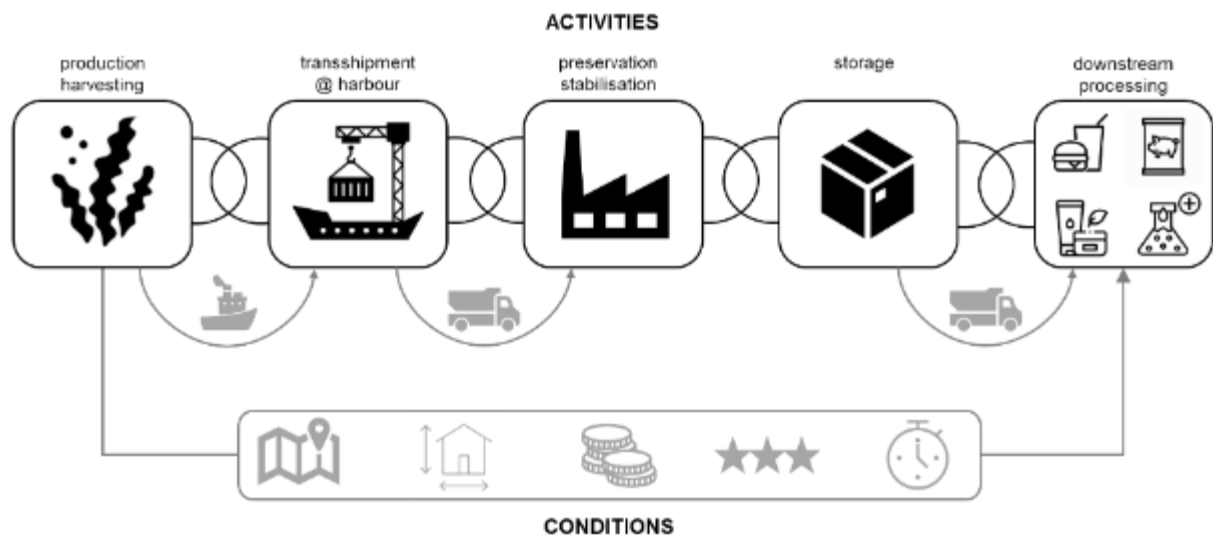 ACTIVITIES
production
harvesting
transshipment
@ harbour
preservation
stabilisation
storage
downstream
processing
CONDITIONS